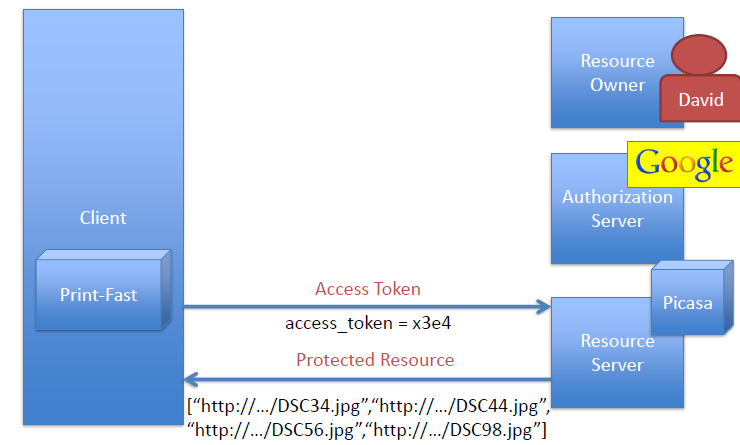 Resource
Owner
David
Google
Authorization
Server
Client
Print-Fast
Access Token
access_token = x3e4
Picasa
Resource
Server
Protected Resource
[“http://…/DSC34.jpg”,“http://…/DSC44.jpg”,
“http://…/DSC56.jpg”,“http://…/DSC98.jpg”]